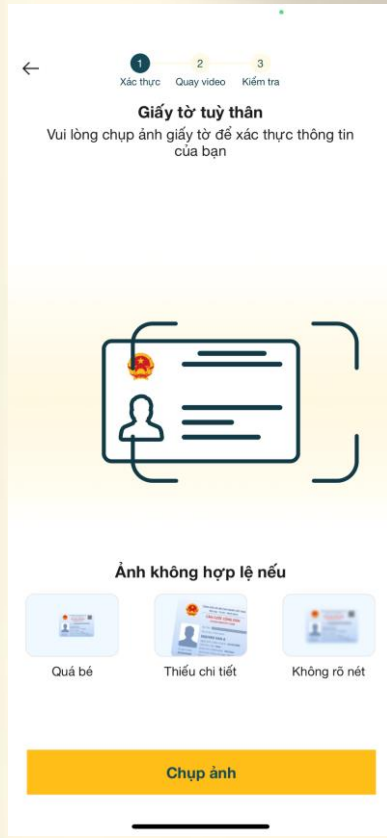 1
2
3
Xác thực
Quay video
Kiểm tra
Giấy tờ tuỳ thân
Vui lòng chụp ảnh giấy tờ để xác thực thông tin
của bạn
Ảnh không hợp lệ nếu
Quá bé
Thiếu chi tiết
Không rõ nét
Chụp ảnh